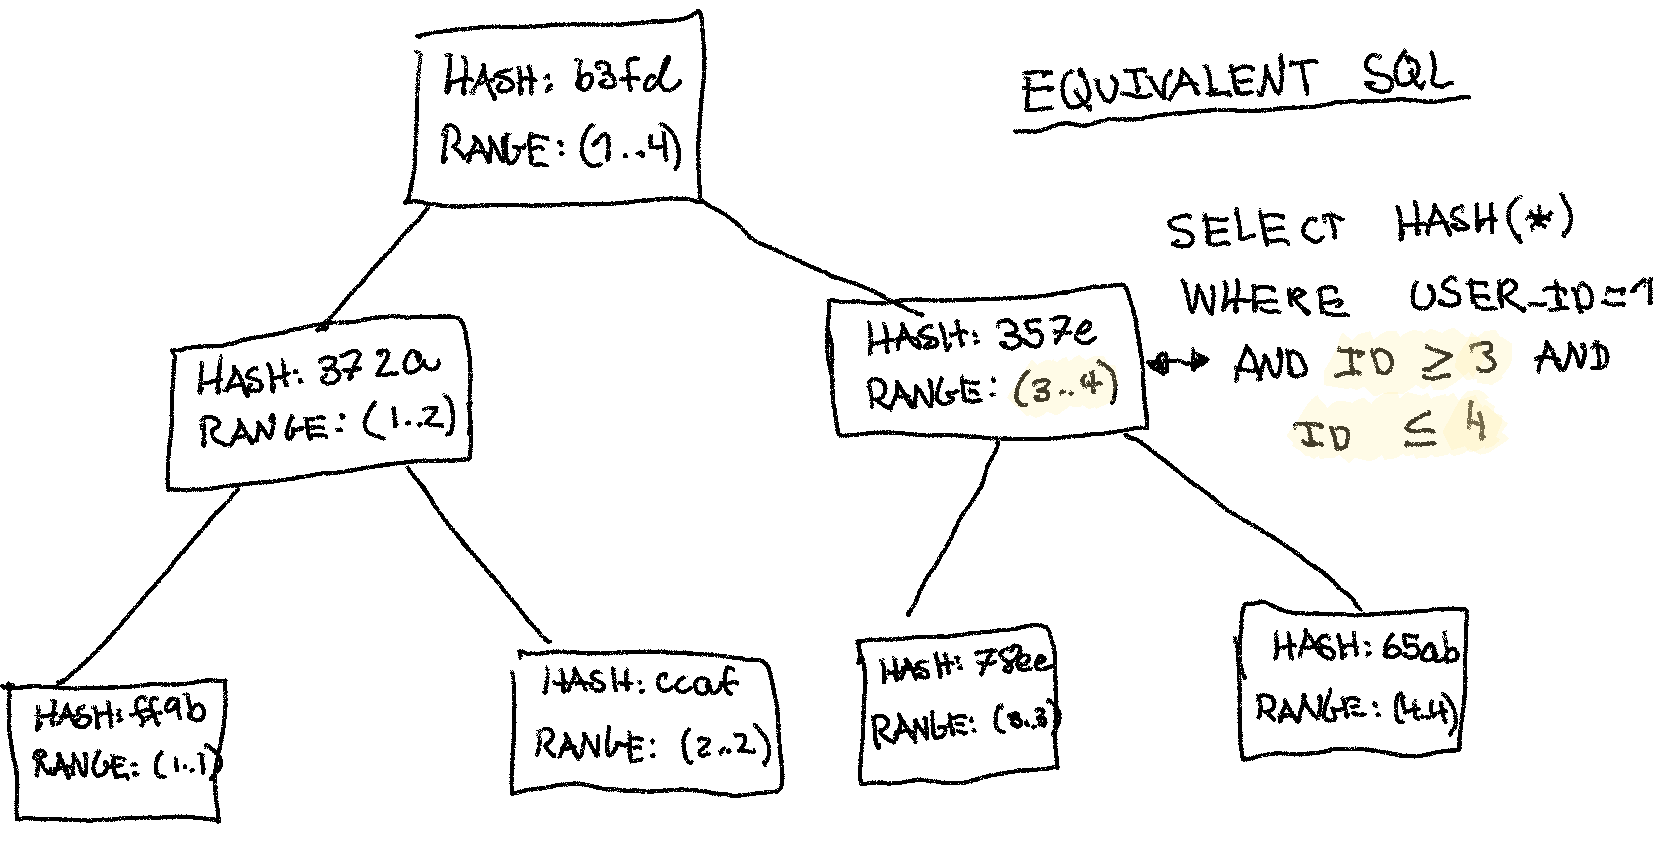 HASH: b3fd
RANGE: (1..4)
EQUIVALENT SQL
SELECT HASH(*)
WHERE USER_ID=1
AND ID ≥ 3 AND
ID ≤ 4
HASH: 372a
RANGE: (1..2)
HASH: 357e
RANGE: (3..4)
HASH: ff9b
RANGE: (1..1)
HASH: ccaf
RANGE: (2..2)
HASH: 78ee
RANGE: (3..3)
HASH: 65ab
RANGE: (4..4)